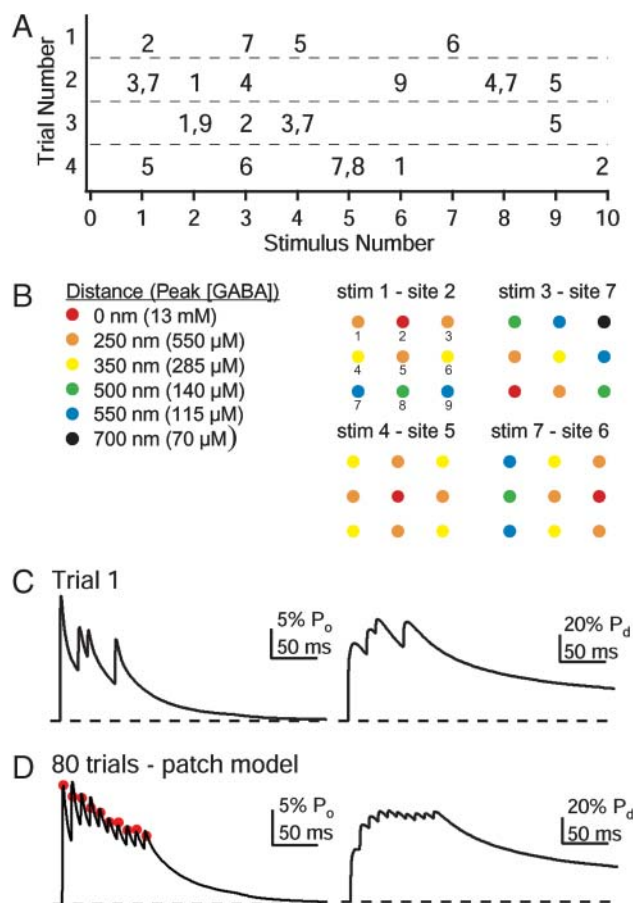 A
Trial Number
1 2 7 4 6
2 3,7 1 4 9 4,7 5
3 1,9 2 3,7 5
4 5 6 7,8 1 2
0 1 2 3 4 5 6 7 8 9 10
Stimulus Number
B
Distance (Peak [GABA])
0 nm (13 mM)
250 nm (550 µM)
350 nm (285 µM)
500 nm (140 µM)
550 nm (115 µM)
700 nm (70 µM)
stim 1 - site 2
1 2 3
4 5 6
7 8 9
stim 3 - site 7
stim 4 - site 5
stim 7 - site 6
C Trial 1
5% Po
50 ms
20% Pd
50 ms
D 80 trials - patch model
5% Po
50 ms
20% Pd
50 ms